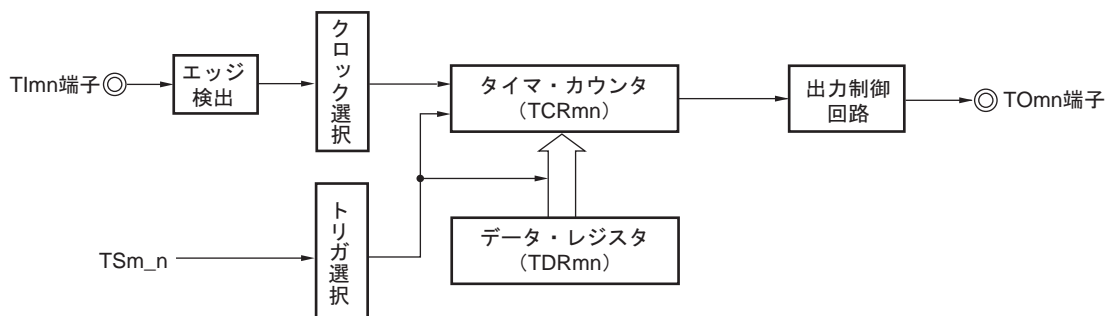 TImn端子
エッジ
検出
クロック選択
タイマ・カウンタ
（TCRmn）
出力制御
回路
TOmn端子
TSm_n
トリガ選択
データ・レジスタ
（TDRmn）